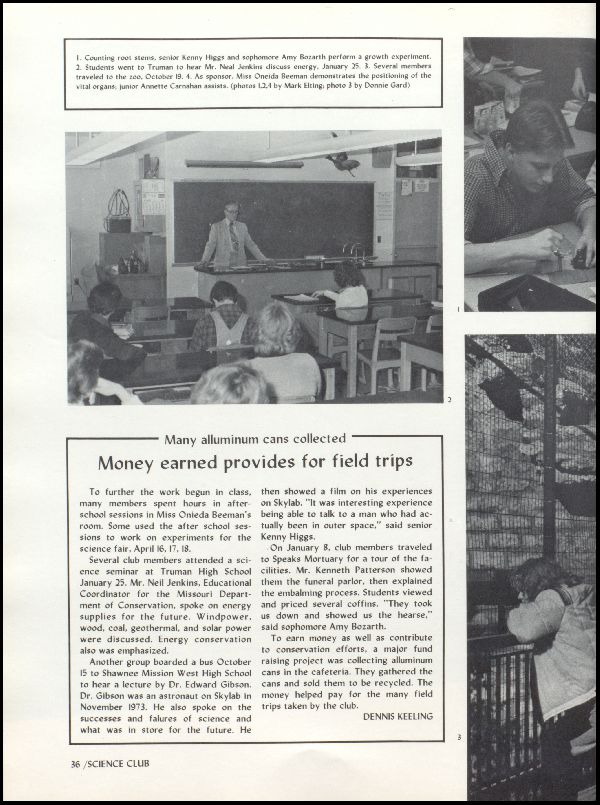 1. Counting root stems, senior Kenny Higgs and sophomore Amy Bozarth perform a growth experiment.
2. Students went to Truman to hear Mr. Neal Jenkins discuss energy, January 25. 3. Several members
traveled to the zoo, October 19. 4. As sponsor, Miss Oneida Beeman demonstrates the positioning of the
vital organs; junior Annette Carnahan assists. (photos 1,2,4 by Mark Elting; photo 3 by Donnie Gard)
1
2
Many alluminum cans collected
Money earned provides for field trips
To further the work begun in class,
many members spent hours in after-
school sessions in Miss Onieda Beeman's
room. Some used the after school ses-
sions to work on experiments for the
science fair, April 16, 17, 18.
Several club members attended a sci-
ence seminar at Truman High School
January 25. Mr. Neil Jenkins, Educational
Coordinator for the Missouri Depart-
ment of Conservation, spoke on energy
supplies for the future. Windpower,
wood, coal, geothermal, and solar power
were discussed. Energy conservation
also was emphasized.
Another group boarded a bus October
15 to Shawnee Mission West High School
to hear a lecture by Dr. Edward Gibson.
Dr. Gibson was an astronaut on Skylab in
November 1973. He also spoke on the
successes and falures of science and
what was in store for the future. He
then showed a film on his experiences
on Skylab. "It was interesting experience
being able to talk to a man who had ac-
tually been in outer space," said senior
Kenny Higgs.
On January 8, club members traveled
to Speaks Mortuary for a tour of the fa-
cilities. Mr. Kenneth Patterson showed
them the funeral parlor, then explained
the embalming process. Students viewed
and priced several coffins. "They took
us down and showed us the hearse,"
said sophomore Amy Bozarth.
To earn money as well as contribute
to conservation efforts, a major fund
raising project was collecting alluminum
cans in the cafeteria. They gathered the
cans and sold them to be recycled. The
money helped pay for the many field
trips taken by the club.
DENNIS KEELING
3
36 /SCIENCE CLUB